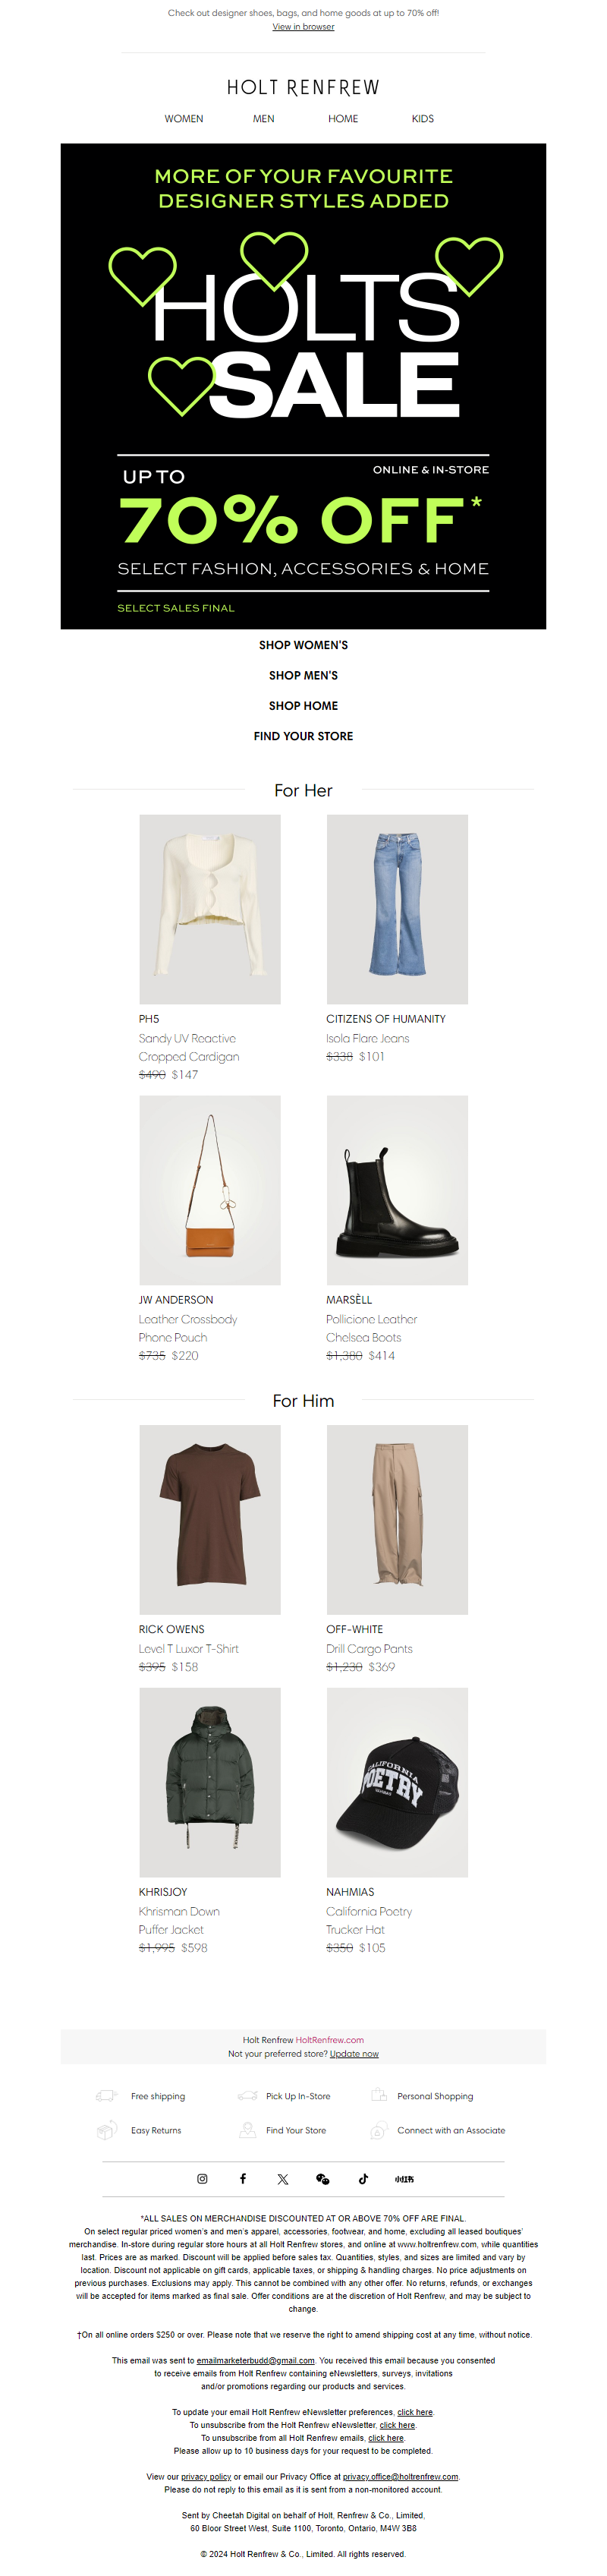 Check out designer shoes, bags, and home goods at up to 70% off!
View in browser
HOLT RENFREW
WOMEN MEN HOME KIDS
MORE OF YOUR FAVOURITE
DESIGNER STYLES ADDED
HOLTS
SALE
UP TO
ONLINE & IN-STORE
70% OFF*
SELECT FASHION, ACCESSORIES & HOME
SELECT SALES FINAL
SHOP WOMEN'S
SHOP MEN'S
SHOP HOME
FIND YOUR STORE
For Her
PH5
Sandy UV Reactive
Cropped Cardigan
$490 $147
CITIZENS OF HUMANITY
Isola Flare Jeans
$338 $101
JW ANDERSON
Leather Crossbody
Phone Pouch
$735 $220
MARSÈLL
Pollicione Leather
Chelsea Boots
$1,380 $414
For Him
RICK OWENS
Level T Luxor T-Shirt
$395 $158
OFF-WHITE
Drill Cargo Pants
$1,230 $369
CALIFORNIA
POETRY
KHRISJOY
Khrisman Down
Puffer Jacket
$1,995 $598
NAHMIAS
California Poetry
Trucker Hat
$350 $105
Holt Renfrew HoltRenfrew.com
Not your preferred store? Update now
Free shipping
Pick Up In-Store
Personal Shopping
Easy Returns
Find Your Store
Connect with an Associate
小红书
*ALL SALES ON MERCHANDISE DISCOUNTED AT OR ABOVE 70% OFF ARE FINAL.
On select regular priced women's and men's apparel, accessories, footwear, and home, excluding all leased boutiques'
merchandise. In-store during regular store hours at all Holt Renfrew stores, and online at www.holtrenfrew.com, while quantities
last. Prices are as marked. Discount will be applied before sales tax. Quantities, styles, and sizes are limited and vary by
location. Discount not applicable on gift cards, applicable taxes, or shipping & handling charges. No price adjustments on
previous purchases. Exclusions may apply. This cannot be combined with any other offer. No returns, refunds, or exchanges
will be accepted for items marked as final sale. Offer conditions are at the discretion of Holt Renfrew, and may be subject to
change.
†On all online orders $250 or over. Please note that we reserve the right to amend shipping cost at any time, without notice.
This email was sent to emailmarketerbudd@gmail.com. You received this email because you consented
to receive emails from Holt Renfrew containing eNewsletters, surveys, invitations
and/or promotions regarding our products and services.
To update your email Holt Renfrew eNewsletter preferences, click here.
To unsubscribe from the Holt Renfrew eNewsletter, click here.
To unsubscribe from all Holt Renfrew emails, click here.
Please allow up to 10 business days for your request to be completed.
View our privacy policy or email our Privacy Office at privacy.office@holtrenfrew.com.
Please do not reply to this email as it is sent from a non-monitored account.
Sent by Cheetah Digital on behalf of Holt, Renfrew & Co., Limited,
60 Bloor Street West, Suite 1100, Toronto, Ontario, M4W 3B8
© 2024 Holt Renfrew & Co., Limited. All rights reserved.